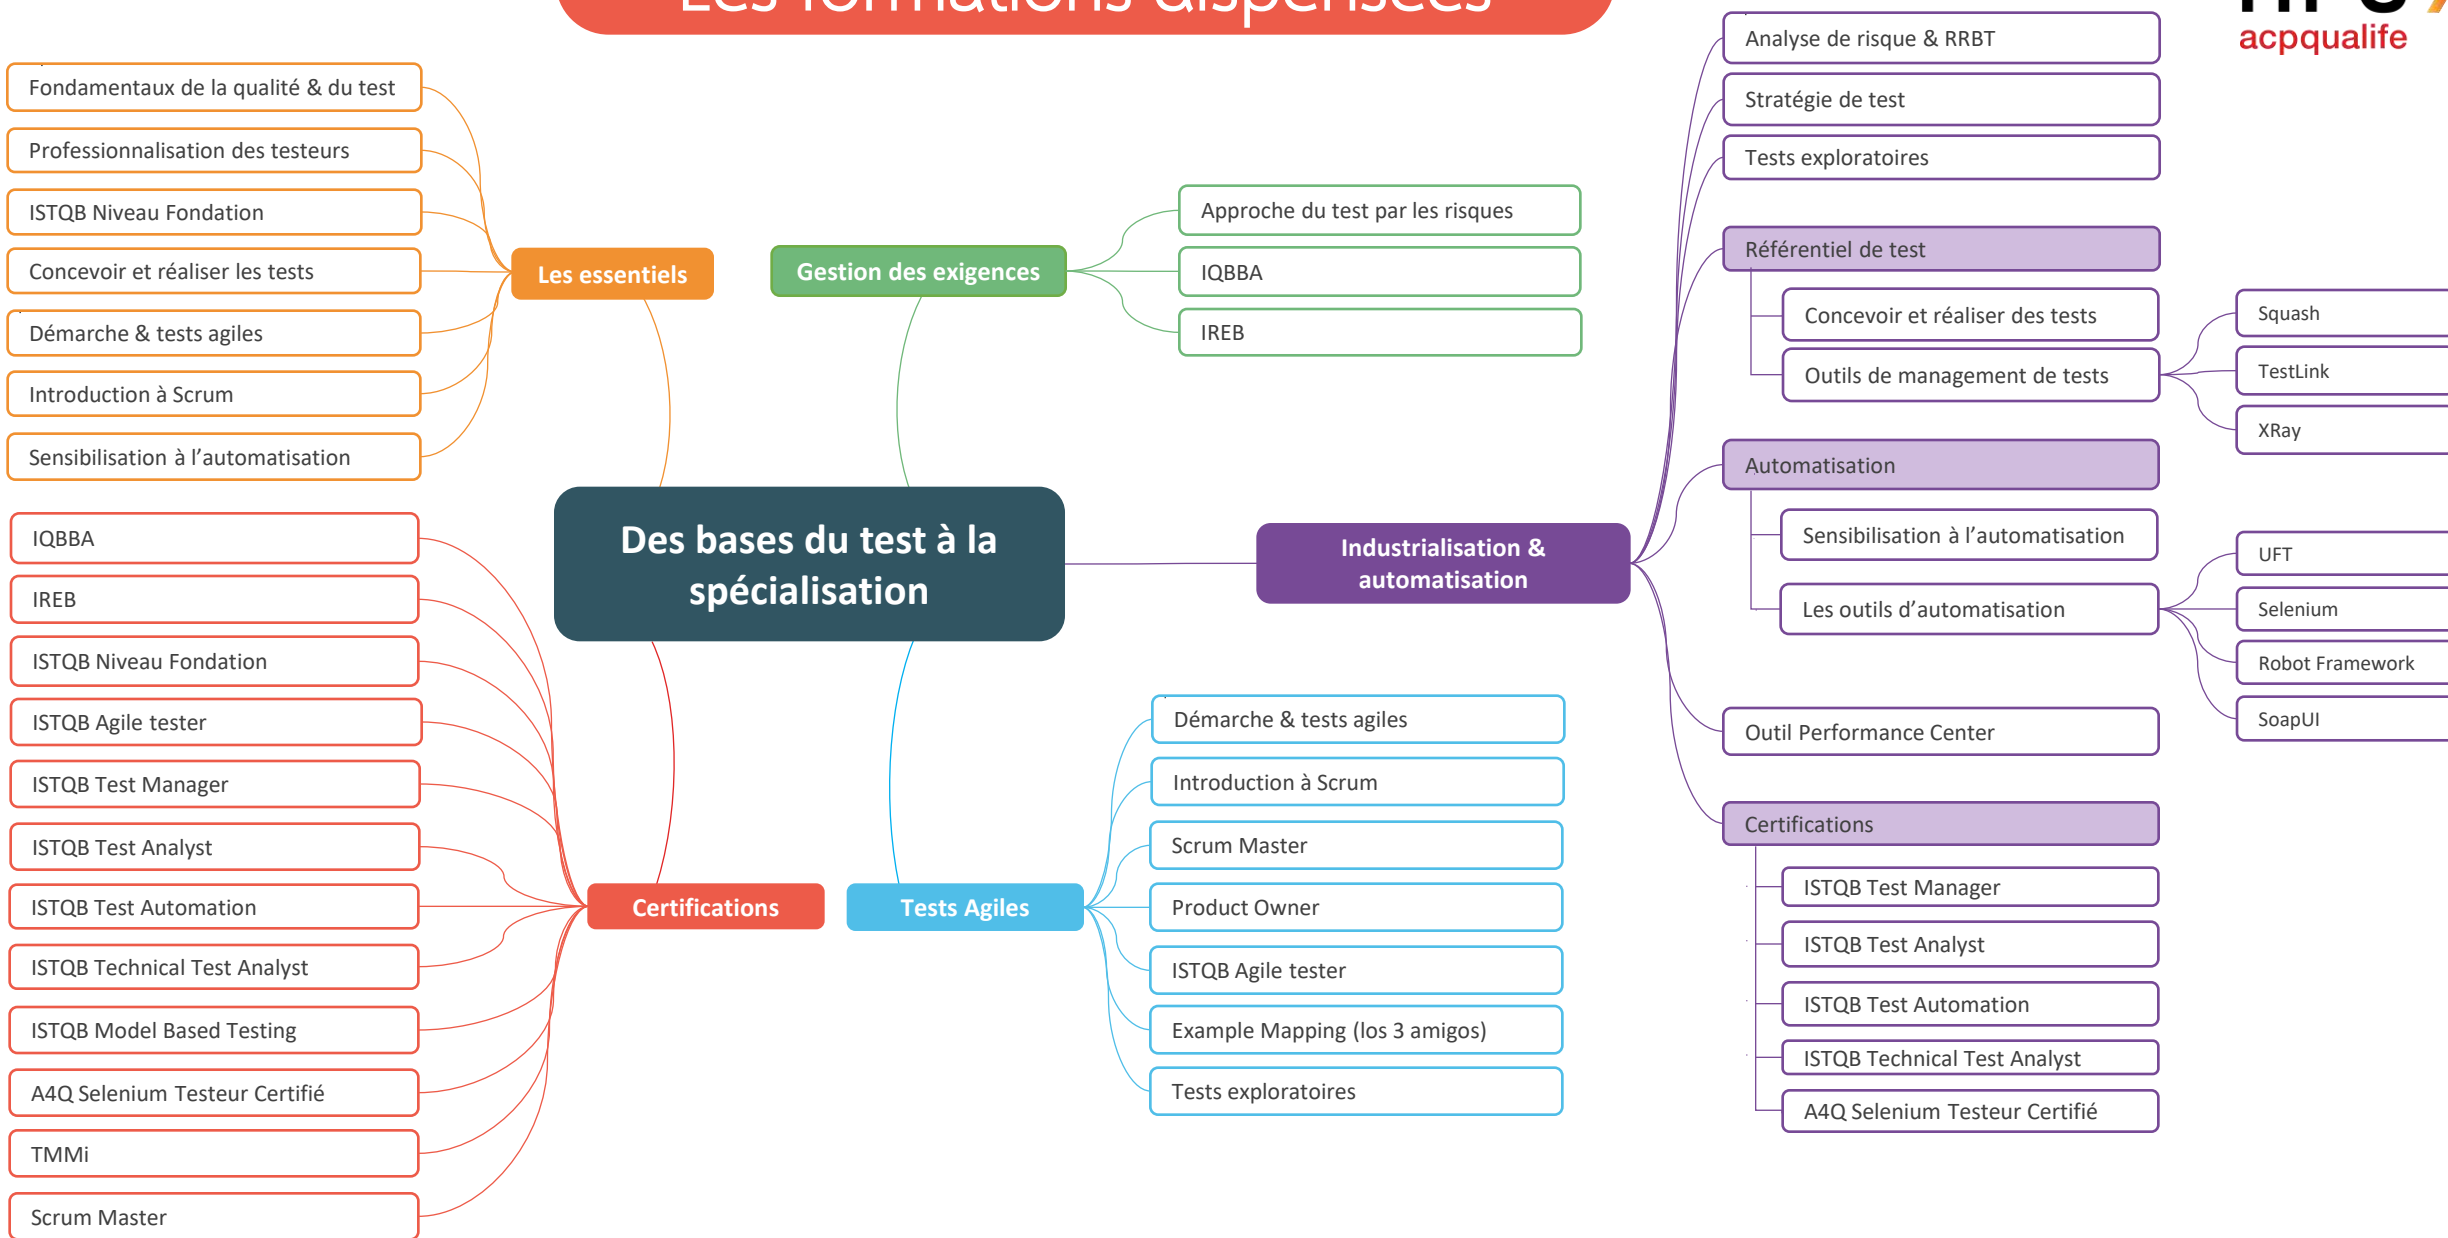 Les formations dispensées
acpqualife
Fondamentaux de la qualité & du test
Professionnalisation des testeurs
ISTQB Niveau Fondation
Concevoir et réaliser les tests
Démarche & tests agiles
Introduction à Scrum
Sensibilisation à l’automatisation
Les essentiels
Gestion des exigences
Approche du test par les risques
IQBBA
IREB
Des bases du test à la
spécialisation
Industrialisation &
automatisation
Analyse de risque & RRBT
Stratégie de test
Tests exploratoires
Référentiel de test
Concevoir et réaliser des tests
Outils de management de tests
Squash
TestLink
XRay
Automatisation
Sensibilisation à l’automatisation
Les outils d’automatisation
UFT
Selenium
Robot Framework
SoapUI
Outil Performance Center
Certifications
ISTQB Test Manager
ISTQB Test Analyst
ISTQB Test Automation
ISTQB Technical Test Analyst
A4Q Selenium Testeur Certifié
IQBBA
IREB
ISTQB Niveau Fondation
ISTQB Agile tester
ISTQB Test Manager
ISTQB Test Analyst
ISTQB Test Automation
ISTQB Technical Test Analyst
ISTQB Model Based Testing
A4Q Selenium Testeur Certifié
TMMi
Scrum Master
Certifications
Tests Agiles
Démarche & tests agiles
Introduction à Scrum
Scrum Master
Product Owner
ISTQB Agile tester
Example Mapping (los 3 amigos)
Tests exploratoires